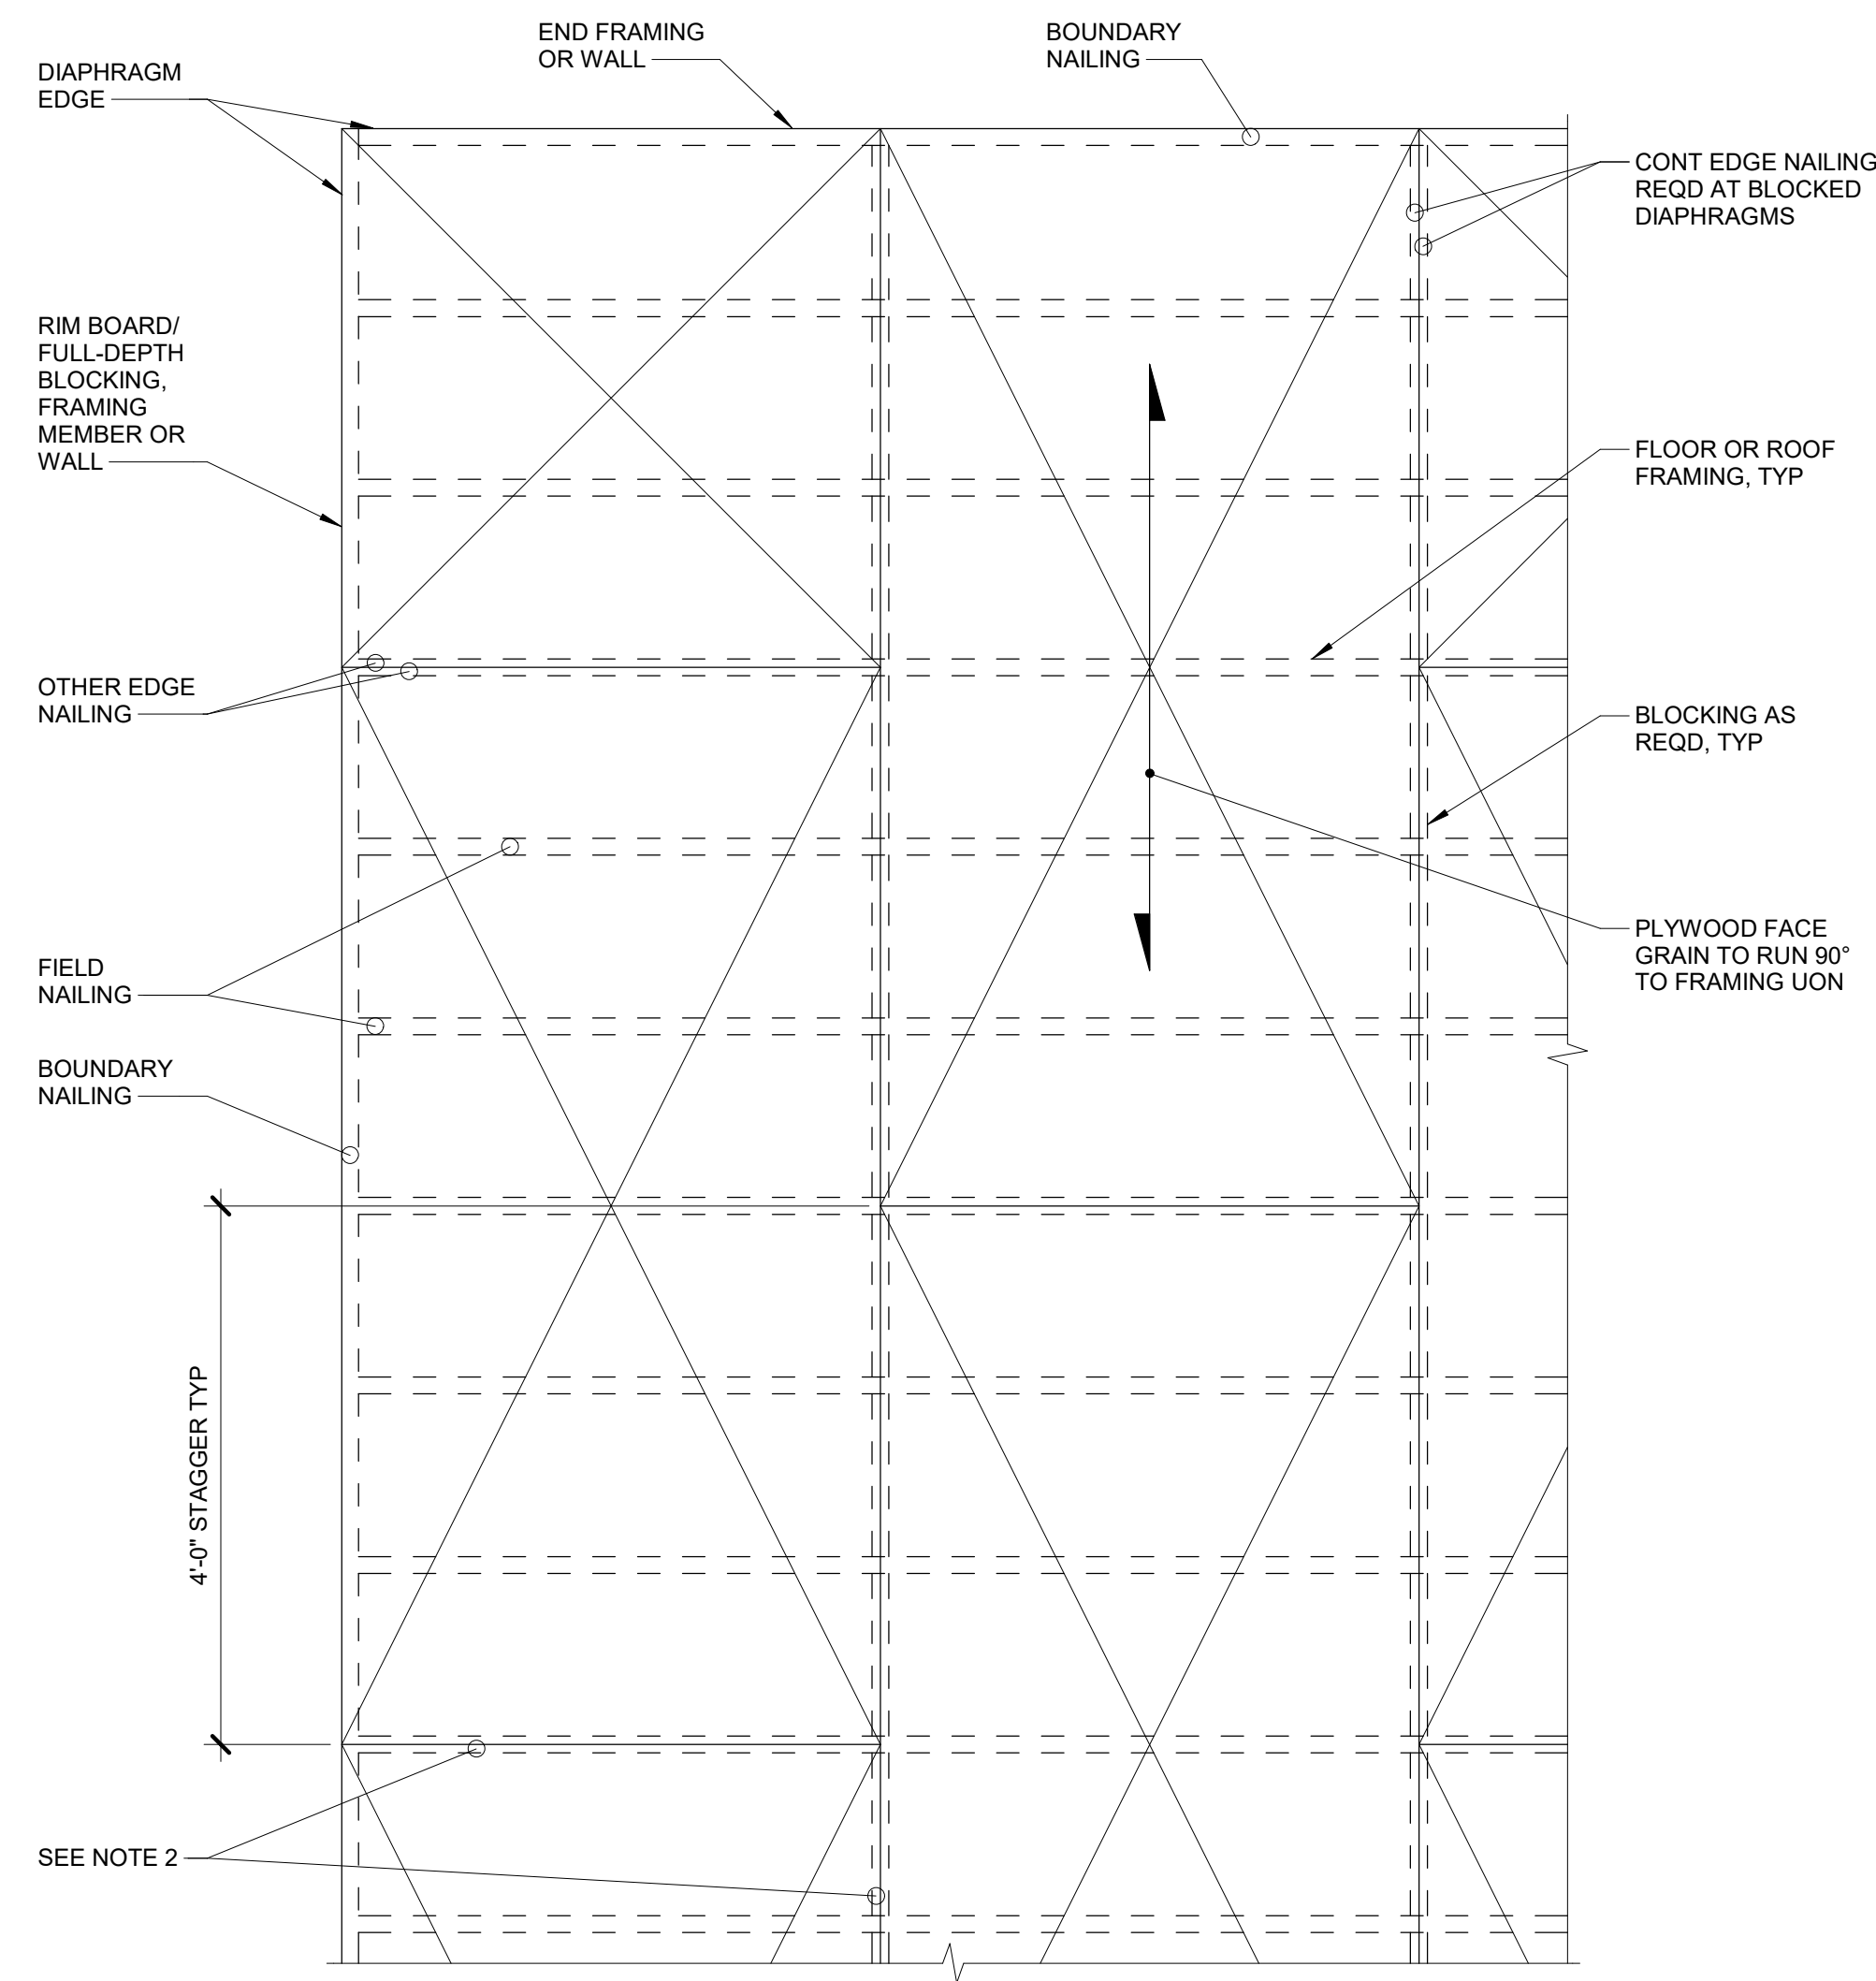 END FRAMING
OR WALL
BOUNDARY
NAILING
DIAPHRAGM
EDGE
CONT EDGE NAILING
REQD AT BLOCKED
DIAPHRAGMS
RIM BOARD/
FULL-DEPTH
BLOCKING,
FRAMING
MEMBER OR
WALL
FLOOR OR ROOF
FRAMING, TYP
OTHER EDGE
NAILING
BLOCKING AS
REQD, TYP
PLYWOOD FACE
GRAIN TO RUN 90°
TO FRAMING UON
FIELD
NAILING
BOUNDARY
NAILING
4'-0" STAGGER TYP
SEE NOTE 2